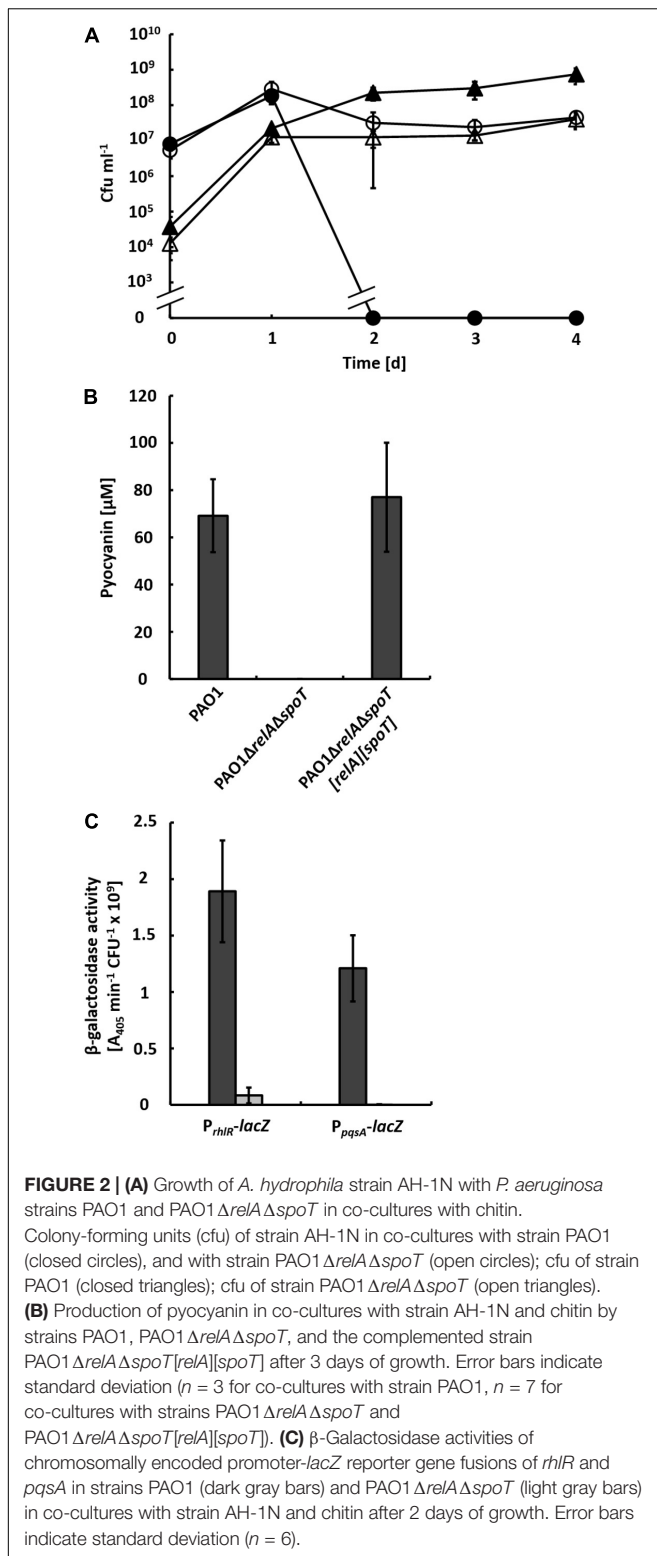 A
10¹⁰
10⁹
10⁸
10⁷
10⁶
10⁵
10⁴
10³
0
Cfu ml⁻¹
0 1 2 3 4
Time [d]
B
120
100
80
60
40
20
0
Pyocyanin [µM]
PAO1
PAO1ΔrelAΔspoT
PAO1ΔrelAΔspoT
[relA][spoT]
C
2.5
2
1.5
1
0.5
0
β-galactosidase activity
[A₄₀₅ min⁻¹ CFU⁻¹ x 10⁹]
PrhlR-lacZ PpqsA-lacZ
FIGURE 2 | (A) Growth of A. hydrophila strain AH-1N with P. aeruginosa
strains PAO1 and PAO1ΔrelAΔspoT in co-cultures with chitin.
Colony-forming units (cfu) of strain AH-1N in co-cultures with strain PAO1
(closed circles), and with strain PAO1ΔrelAΔspoT (open circles); cfu of strain
PAO1 (closed triangles); cfu of strain PAO1ΔrelAΔspoT (open triangles).
(B) Production of pyocyanin in co-cultures with strain AH-1N and chitin by
strains PAO1, PAO1ΔrelAΔspoT, and the complemented strain
PAO1ΔrelAΔspoT[relA][spoT] after 3 days of growth. Error bars indicate
standard deviation (n = 3 for co-cultures with strain PAO1, n = 7 for
co-cultures with strains PAO1ΔrelAΔspoT and
PAO1ΔrelAΔspoT[relA][spoT]). (C) β-Galactosidase activities of
chromosomally encoded promoter-lacZ reporter gene fusions of rhlR and
pqsA in strains PAO1 (dark gray bars) and PAO1ΔrelAΔspoT (light gray bars)
in co-cultures with strain AH-1N and chitin after 2 days of growth. Error bars
indicate standard deviation (n = 6).